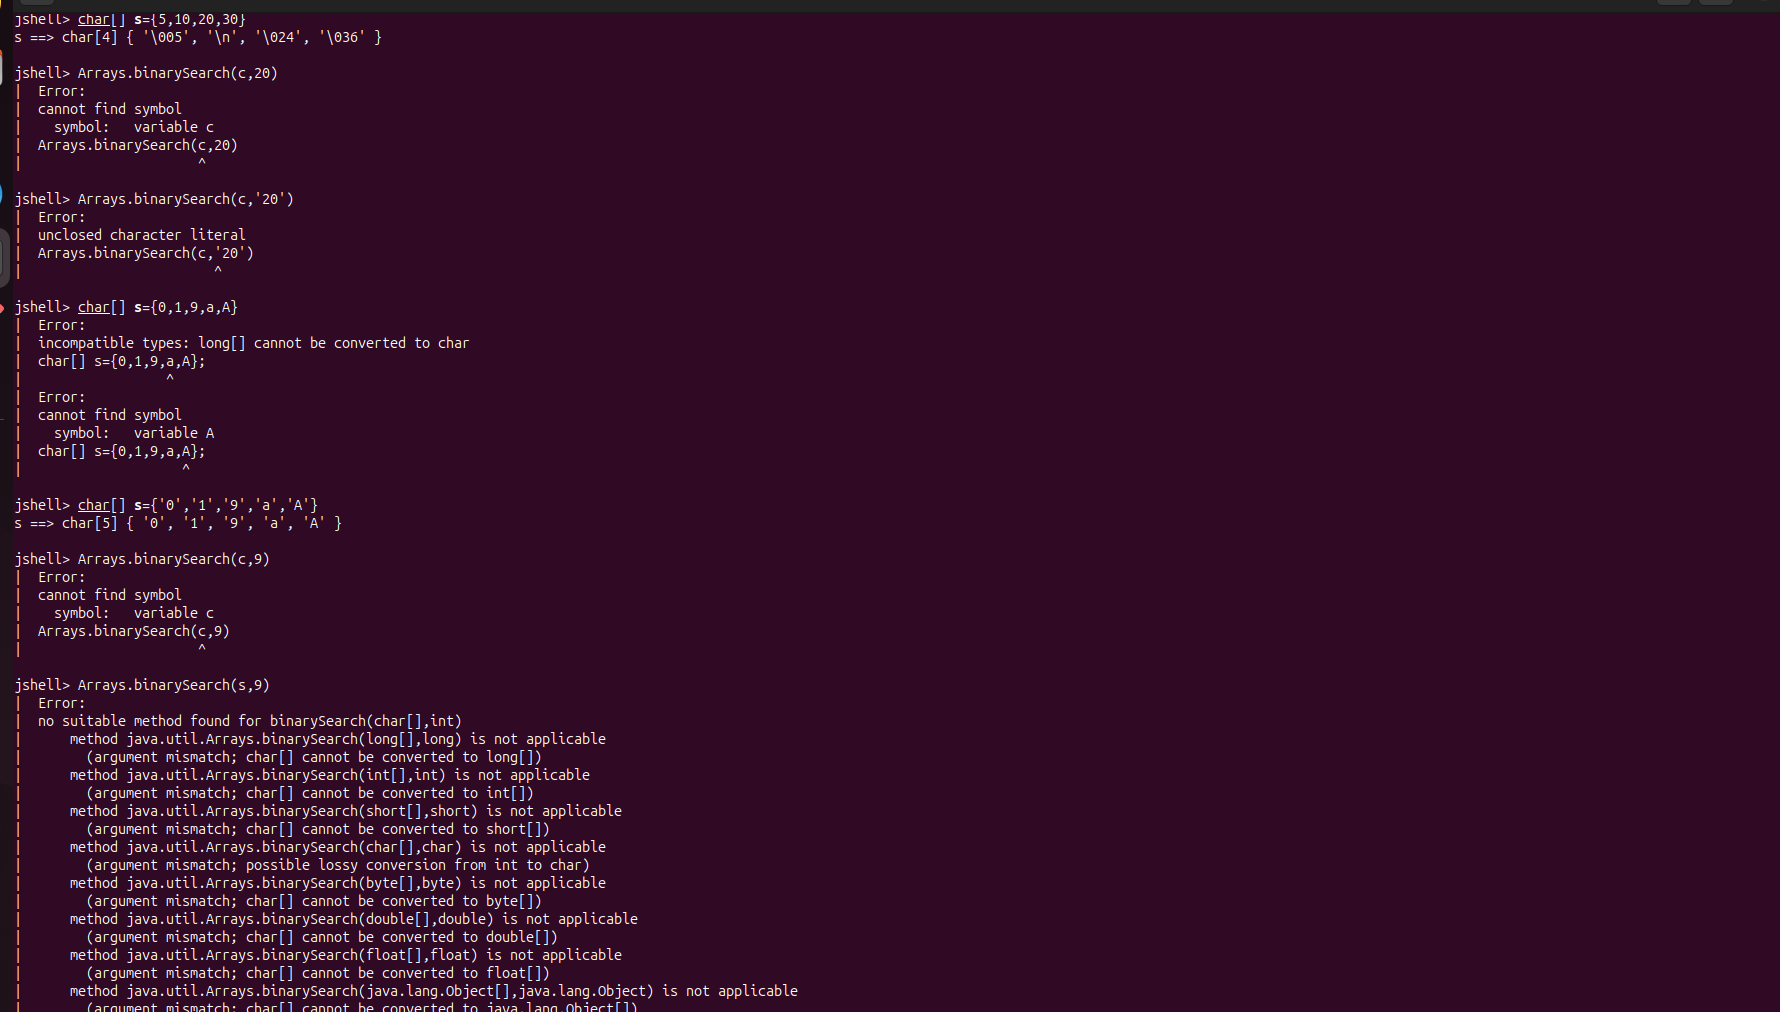 jshell> char[] s={5,10,20,30}
s ==> char[4] { '\005', '\n', '\024', '\036' }

jshell> Arrays.binarySearch(c,20)
|  Error:
|  cannot find symbol
|    symbol:   variable c
|  Arrays.binarySearch(c,20)
|                      ^

jshell> Arrays.binarySearch(c,'20')
|  Error:
|  unclosed character literal
|  Arrays.binarySearch(c,'20')
|                        ^

jshell> char[] s={0,1,9,a,A}
|  Error:
|  incompatible types: long[] cannot be converted to char
|  char[] s={0,1,9,a,A};
|                  ^
|  Error:
|  cannot find symbol
|    symbol:   variable A
|  char[] s={0,1,9,a,A};
|                    ^

jshell> char[] s={'0','1','9','a','A'}
s ==> char[5] { '0', '1', '9', 'a', 'A' }

jshell> Arrays.binarySearch(c,9)
|  Error:
|  cannot find symbol
|    symbol:   variable c
|  Arrays.binarySearch(c,9)
|                      ^

jshell> Arrays.binarySearch(s,9)
|  Error:
|  no suitable method found for binarySearch(char[],int)
|      method java.util.Arrays.binarySearch(long[],long) is not applicable
|        (argument mismatch; char[] cannot be converted to long[])
|      method java.util.Arrays.binarySearch(int[],int) is not applicable
|        (argument mismatch; char[] cannot be converted to int[])
|      method java.util.Arrays.binarySearch(short[],short) is not applicable
|        (argument mismatch; char[] cannot be converted to short[])
|      method java.util.Arrays.binarySearch(char[],char) is not applicable
|        (argument mismatch; possible lossy conversion from int to char)
|      method java.util.Arrays.binarySearch(byte[],byte) is not applicable
|        (argument mismatch; char[] cannot be converted to byte[])
|      method java.util.Arrays.binarySearch(double[],double) is not applicable
|        (argument mismatch; char[] cannot be converted to double[])
|      method java.util.Arrays.binarySearch(float[],float) is not applicable
|        (argument mismatch; char[] cannot be converted to float[])
|      method java.util.Arrays.binarySearch(java.lang.Object[],java.lang.Object) is not applicable
|        (argument mismatch; char[] cannot be converted to java.lang.Object[])